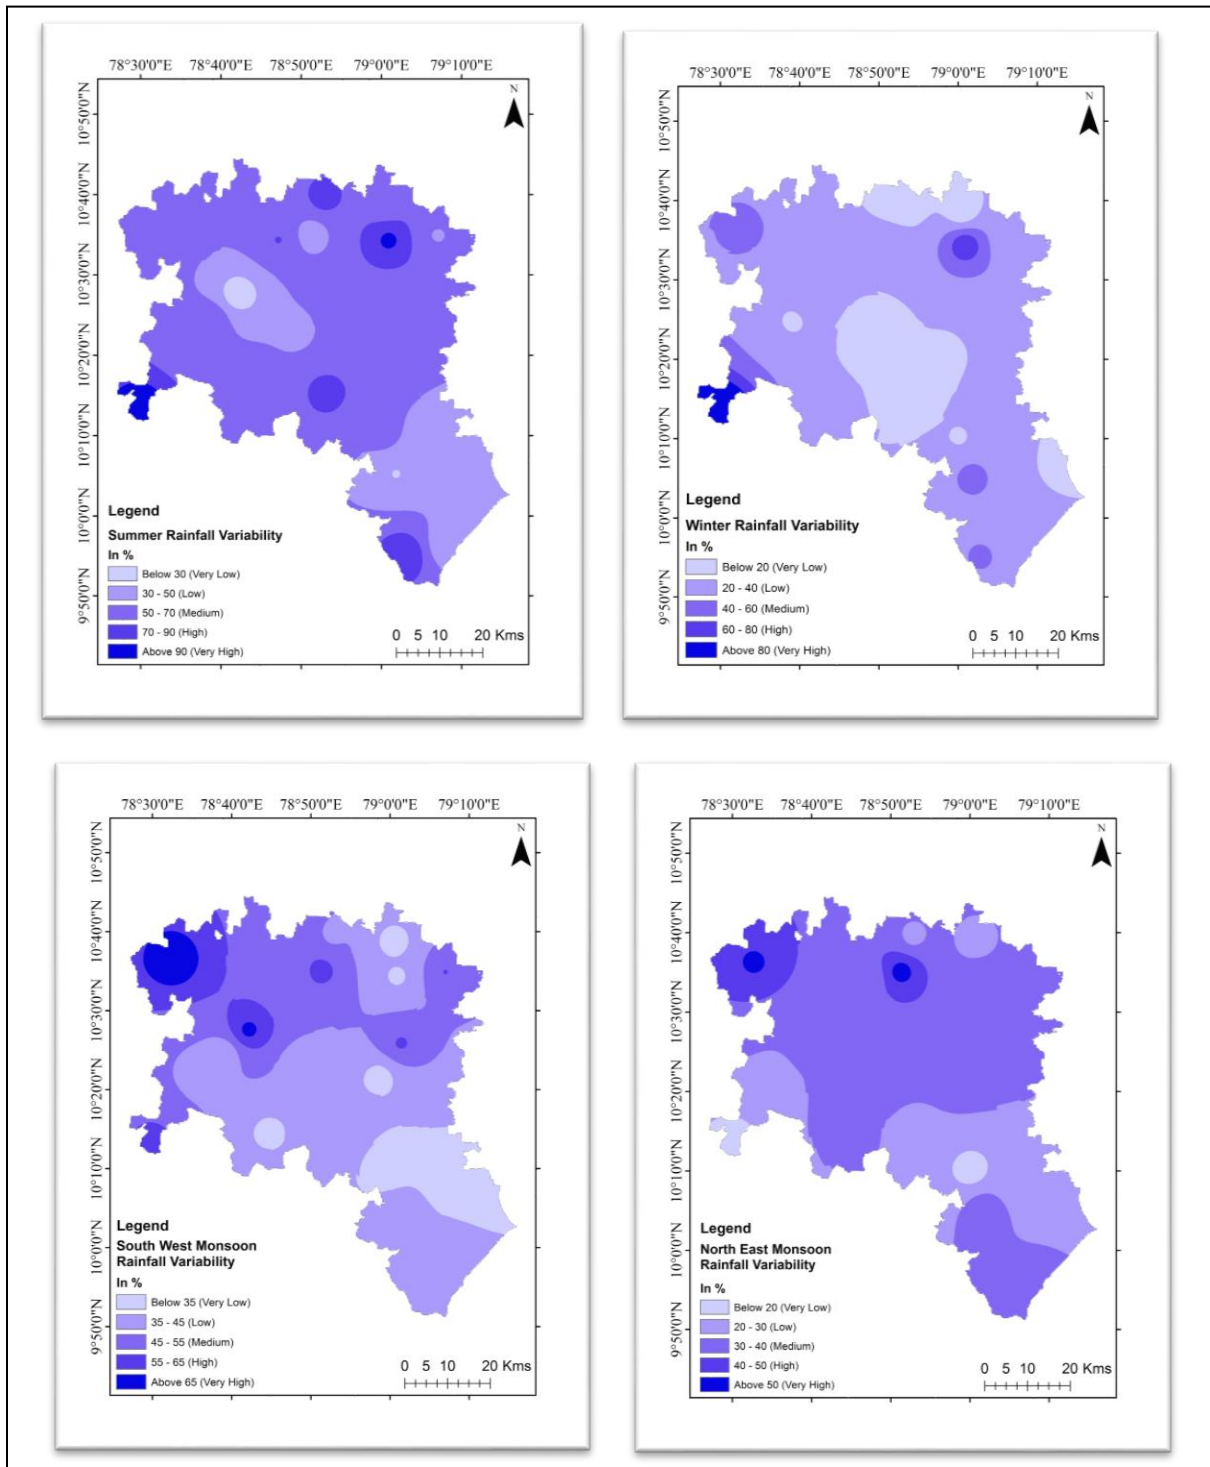 78°30'0"E 78°40'0"E 78°50'0"E 79°0'0"E 79°10'0"E
N
10°50'0"N
10°40'0"N
10°30'0"N
10°20'0"N
10°10'0"N
10°0'0"N
9°50'0"N
Legend
Summer Rainfall Variability
In %
Below 30 (Very Low)
30 - 50 (Low)
50 - 70 (Medium)
70 - 90 (High)
Above 90 (Very High)
0 5 10 20 Kms
78°30'0"E 78°40'0"E 78°50'0"E 79°0'0"E 79°10'0"E
N
10°50'0"N
10°40'0"N
10°30'0"N
10°20'0"N
10°10'0"N
10°0'0"N
9°50'0"N
Legend
Winter Rainfall Variability
In %
Below 20 (Very Low)
20 - 40 (Low)
40 - 60 (Medium)
60 - 80 (High)
Above 80 (Very High)
0 5 10 20 Kms
78°30'0"E 78°40'0"E 78°50'0"E 79°0'0"E 79°10'0"E
N
10°50'0"N
10°40'0"N
10°30'0"N
10°20'0"N
10°10'0"N
10°0'0"N
9°50'0"N
Legend
South West Monsoon
Rainfall Variability
In %
Below 35 (Very Low)
35 - 45 (Low)
45 - 55 (Medium)
55 - 65 (High)
Above 65 (Very High)
0 5 10 20 Kms
78°30'0"E 78°40'0"E 78°50'0"E 79°0'0"E 79°10'0"E
N
10°50'0"N
10°40'0"N
10°30'0"N
10°20'0"N
10°10'0"N
10°0'0"N
9°50'0"N
Legend
North East Monsoon
Rainfall Variability
In %
Below 20 (Very Low)
20 - 30 (Low)
30 - 40 (Medium)
40 - 50 (High)
Above 50 (Very High)
0 5 10 20 Kms